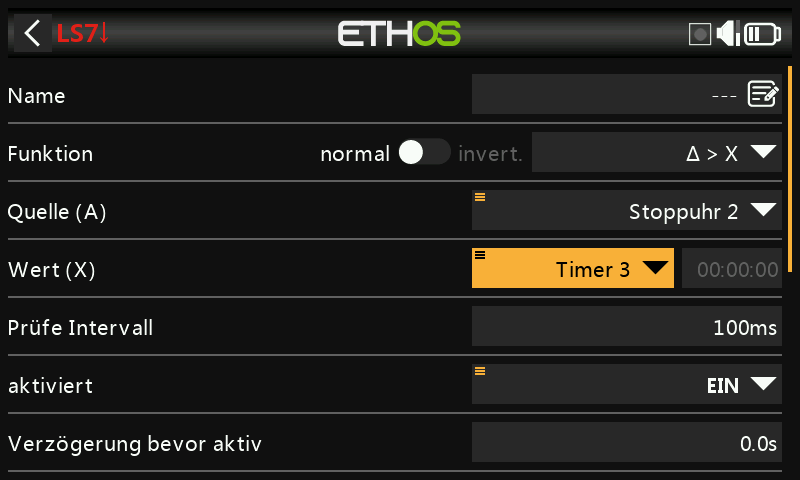 LS7↓ ETHOS
Name --- 
Funktion normal invert. Δ > X
Quelle (A) Stoppuhr 2
Wert (X) Timer 3 00:00:00
Prüfe Intervall 100ms
aktiviert EIN
Verzögerung bevor aktiv 0.0s